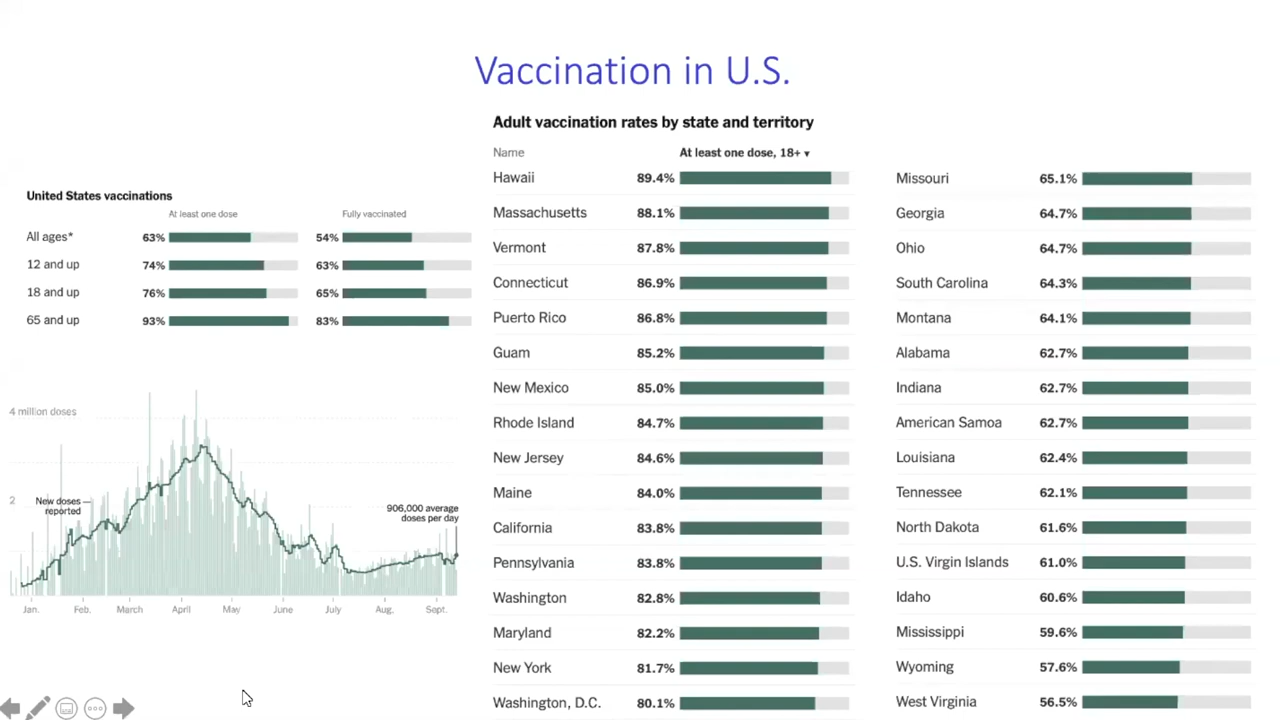 Vaccination in U.S.
United States vaccinations
At least one dose Fully vaccinated
All ages* 63% 54%
12 and up 74% 63%
18 and up 76% 65%
65 and up 93% 83%
4 million doses
2
New doses
reported
906,000 average
doses per day
Jan. Feb. March April May June July Aug. Sept.
Adult vaccination rates by state and territory
Name At least one dose, 18+ ▾
Hawaii 89.4%
Massachusetts 88.1%
Vermont 87.8%
Connecticut 86.9%
Puerto Rico 86.8%
Guam 85.2%
New Mexico 85.0%
Rhode Island 84.7%
New Jersey 84.6%
Maine 84.0%
California 83.8%
Pennsylvania 83.8%
Washington 82.8%
Maryland 82.2%
New York 81.7%
Washington, D.C. 80.1%
Missouri 65.1%
Georgia 64.7%
Ohio 64.7%
South Carolina 64.3%
Montana 64.1%
Alabama 62.7%
Indiana 62.7%
American Samoa 62.7%
Louisiana 62.4%
Tennessee 62.1%
North Dakota 61.6%
U.S. Virgin Islands 61.0%
Idaho 60.6%
Mississippi 59.6%
Wyoming 57.6%
West Virginia 56.5%